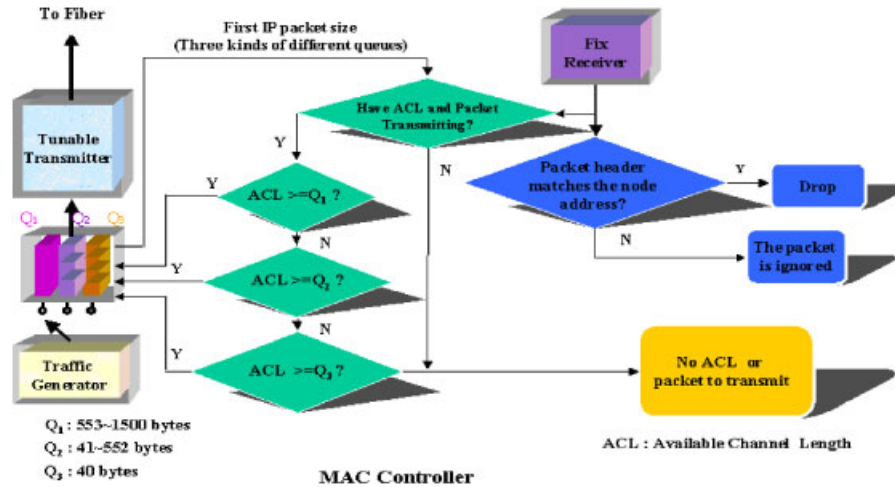 To Fiber
First IP packet size
(Three kinds of different queues)
Fix
Receiver
Tunable
Transmitter
Have ACL and Packet
Transmitting?
Y
N
Packet header
matches the node
address?
Y
Drop
N
The packet
is ignored
Q1
Q2
Q3
Y
ACL >=Q1 ?
N
Y
ACL >=Q2 ?
N
Y
ACL >=Q3 ?
No ACL or
packet to transmit
Traffic
Generator
Q1 : 553~1500 bytes
Q2 : 41~552 bytes
Q3 : 40 bytes
ACL : Available Channel Length
MAC Controller